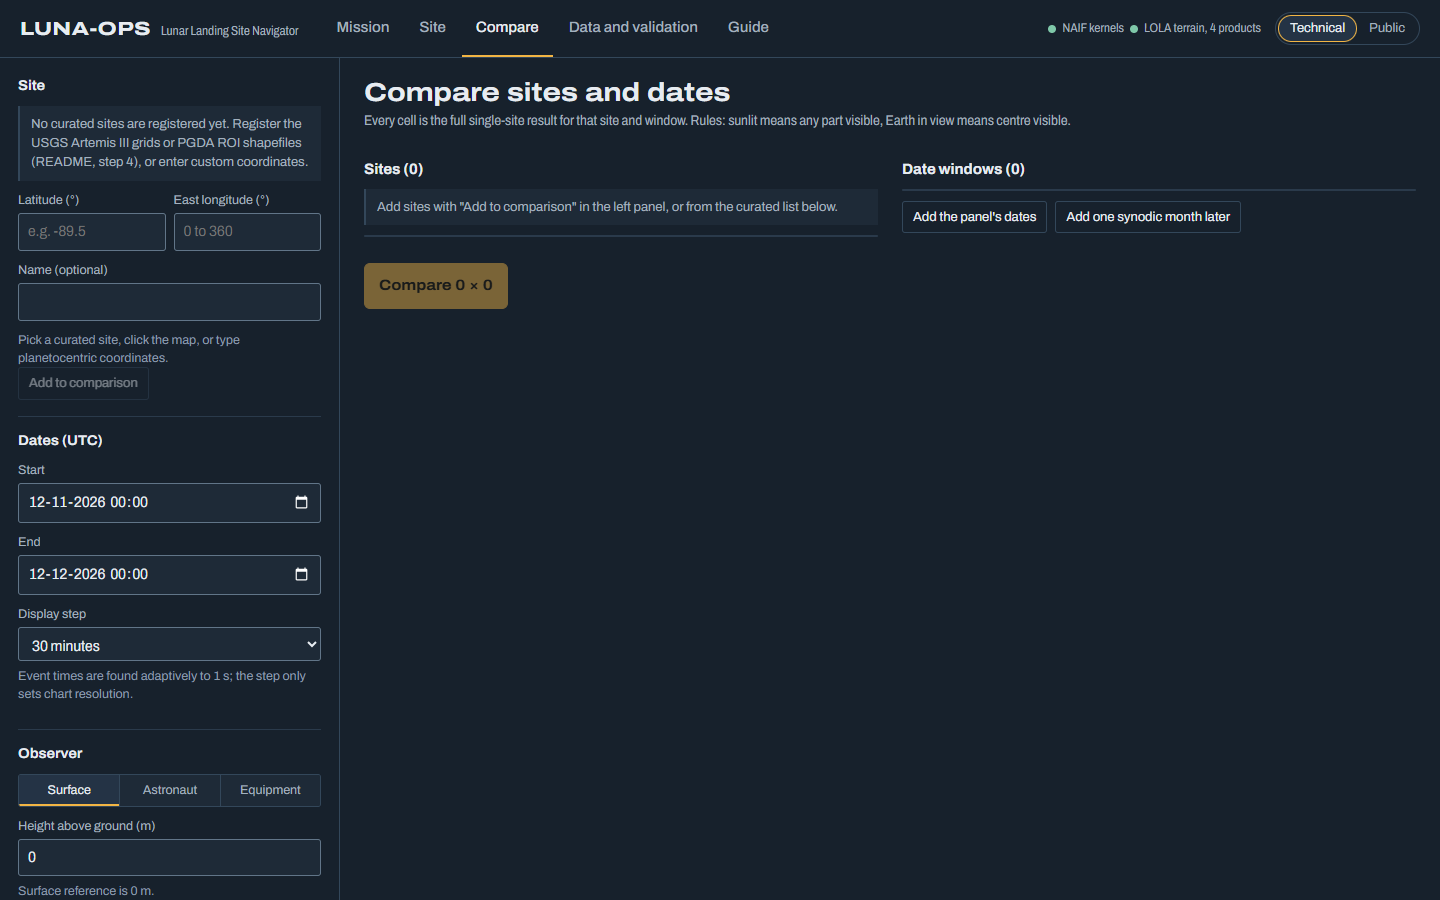 LUNA-OPS Lunar Landing Site Navigator Mission Site Compare Data and validation Guide NAIF kernels LOLA terrain, 4 products Technical Public
Site
No curated sites are registered yet. Register the
USGS Artemis III grids or PGDA ROI shapefiles
(README, step 4), or enter custom coordinates.
Latitude (°) East longitude (°)
e.g. -89.5 0 to 360
Name (optional)
Pick a curated site, click the map, or type
planetocentric coordinates.
Add to comparison
Dates (UTC)
Start
12-11-2026 00:00
End
12-12-2026 00:00
Display step
30 minutes
Event times are found adaptively to 1 s; the step only
sets chart resolution.
Observer
Surface Astronaut Equipment
Height above ground (m)
0
Surface reference is 0 m.
Compare sites and dates
Every cell is the full single-site result for that site and window. Rules: sunlit means any part visible, Earth in view means centre visible.
Sites (0)
Add sites with "Add to comparison" in the left panel, or from the curated list below.
Compare 0 × 0
Date windows (0)
Add the panel's dates Add one synodic month later